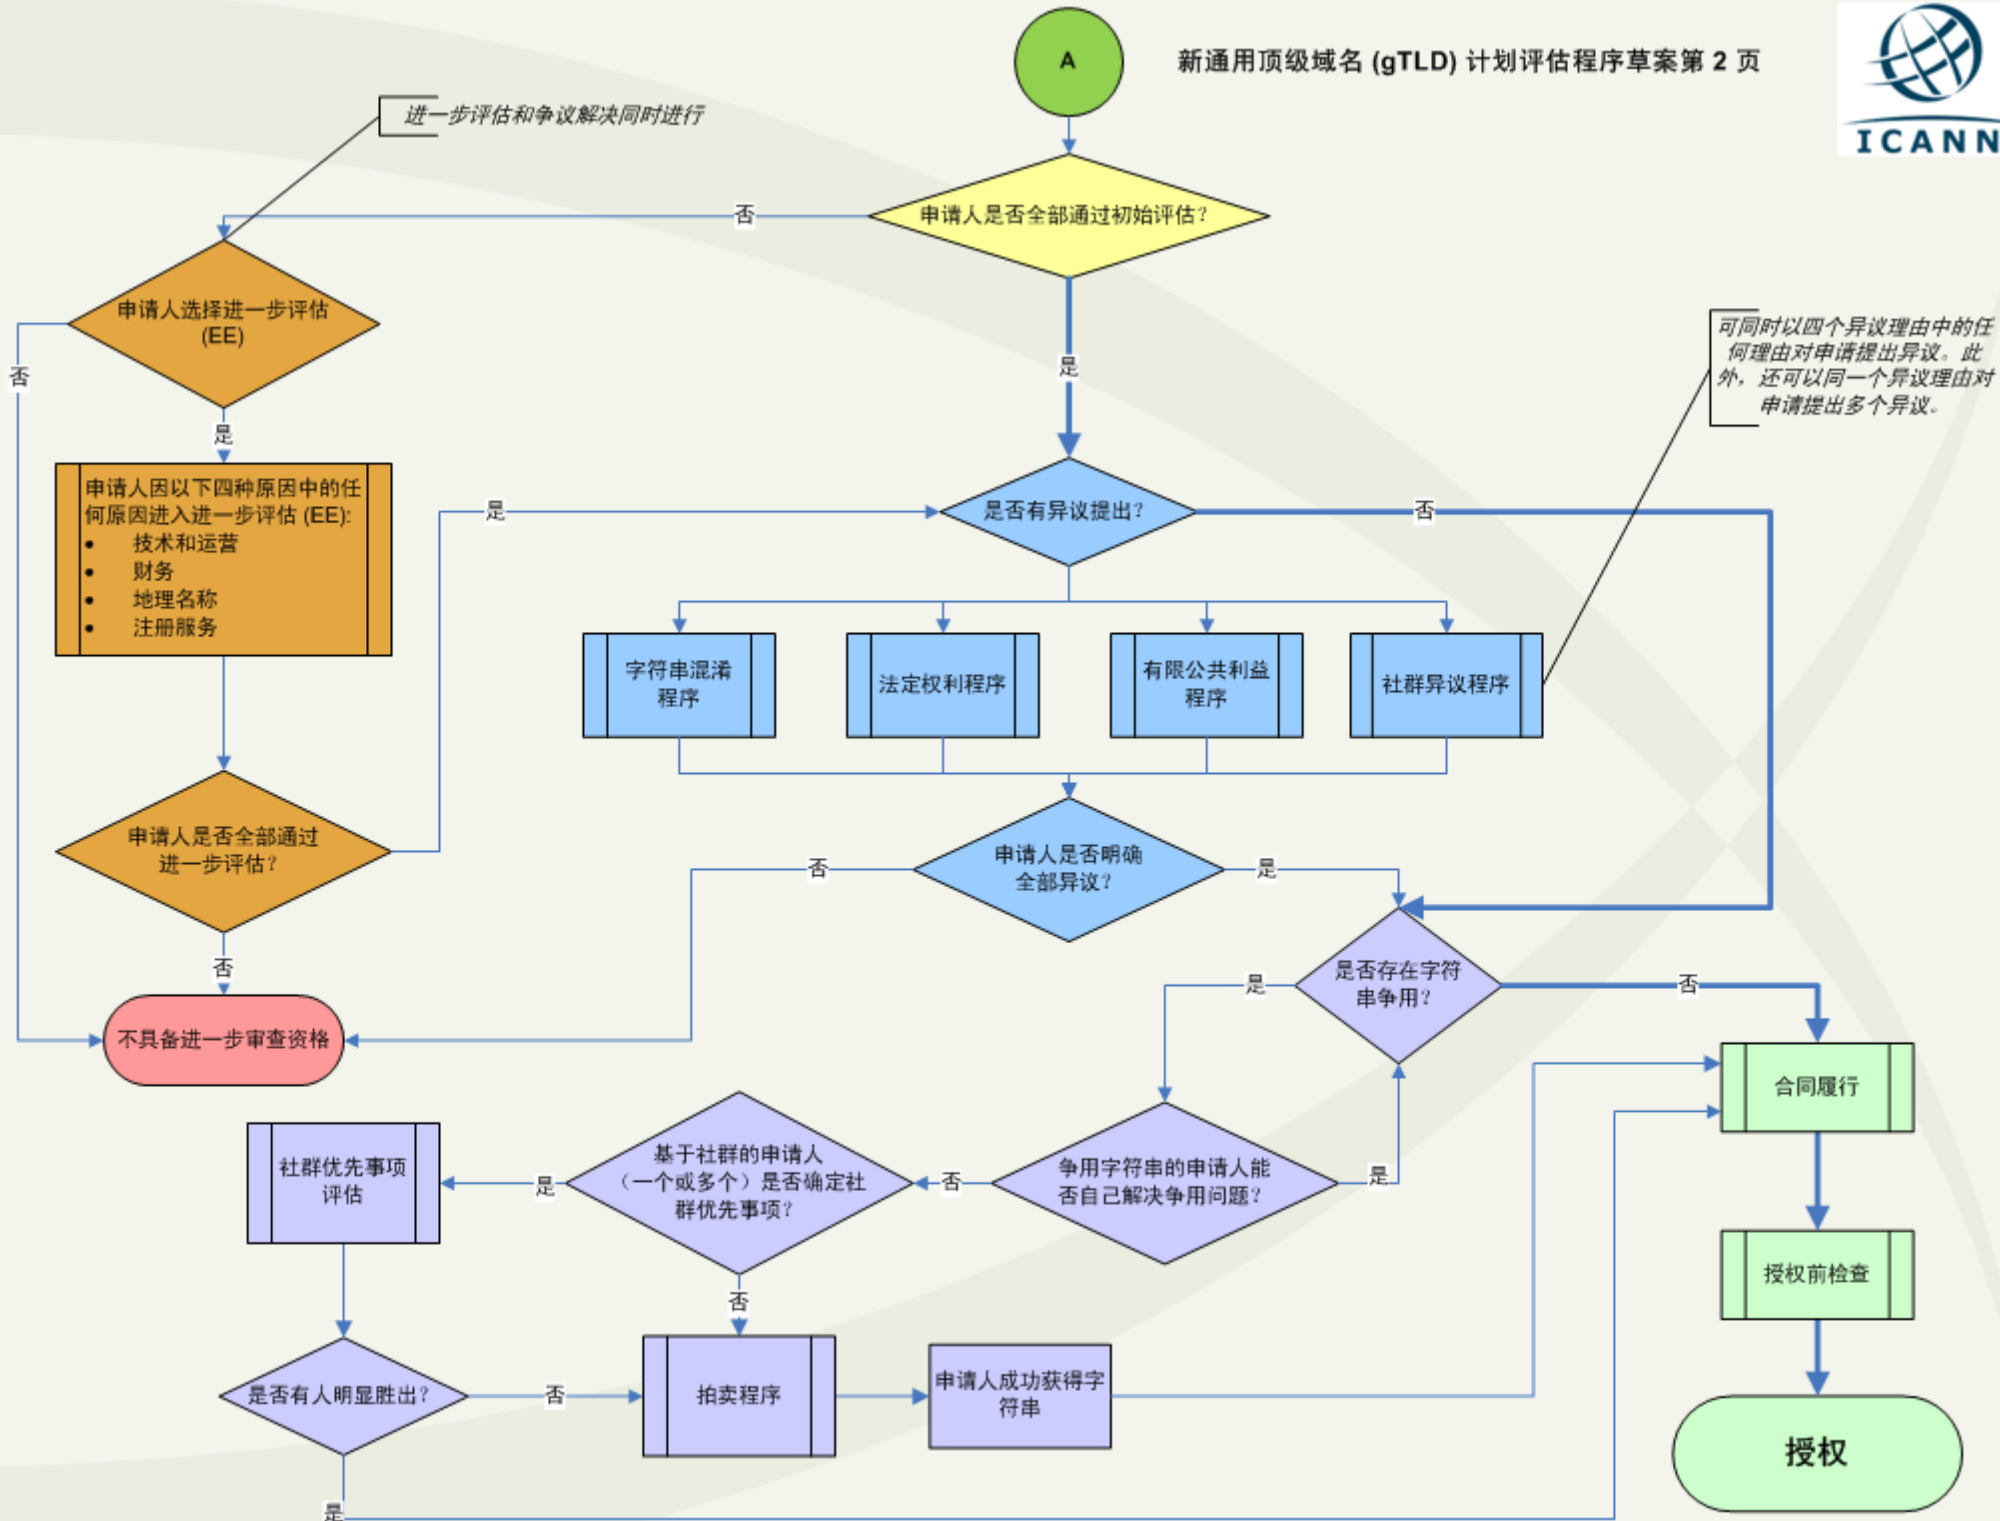 A
新通用顶级域名 (gTLD) 计划评估程序草案第 2 页
ICANN
进一步评估和争议解决同时进行
申请人是否全部通过初始评估?
否
是
申请人选择进一步评估
(EE)
否
是
可同时以四个异议理由中的任
何理由对申请提出异议。此
外，还可以同一个异议理由对
申请提出多个异议。
申请人因以下四种原因中的任
何原因进入进一步评估 (EE):
• 技术和运营
• 财务
• 地理名称
• 注册服务
是
是否有异议提出?
否
字符串混淆
程序
法定权利程序
有限公共利益
程序
社群异议程序
申请人是否全部通过
进一步评估?
否
申请人是否明确
全部异议?
否
是
不具备进一步审查资格
是否存在字符
串争用?
是
否
合同履行
争用字符串的申请人能
否自己解决争用问题?
是
否
基于社群的申请人
（一个或多个）是否确定社
群优先事项?
是
否
社群优先事项
评估
授权前检查
是否有人明显胜出?
否
是
拍卖程序
申请人成功获得字
符串
授权